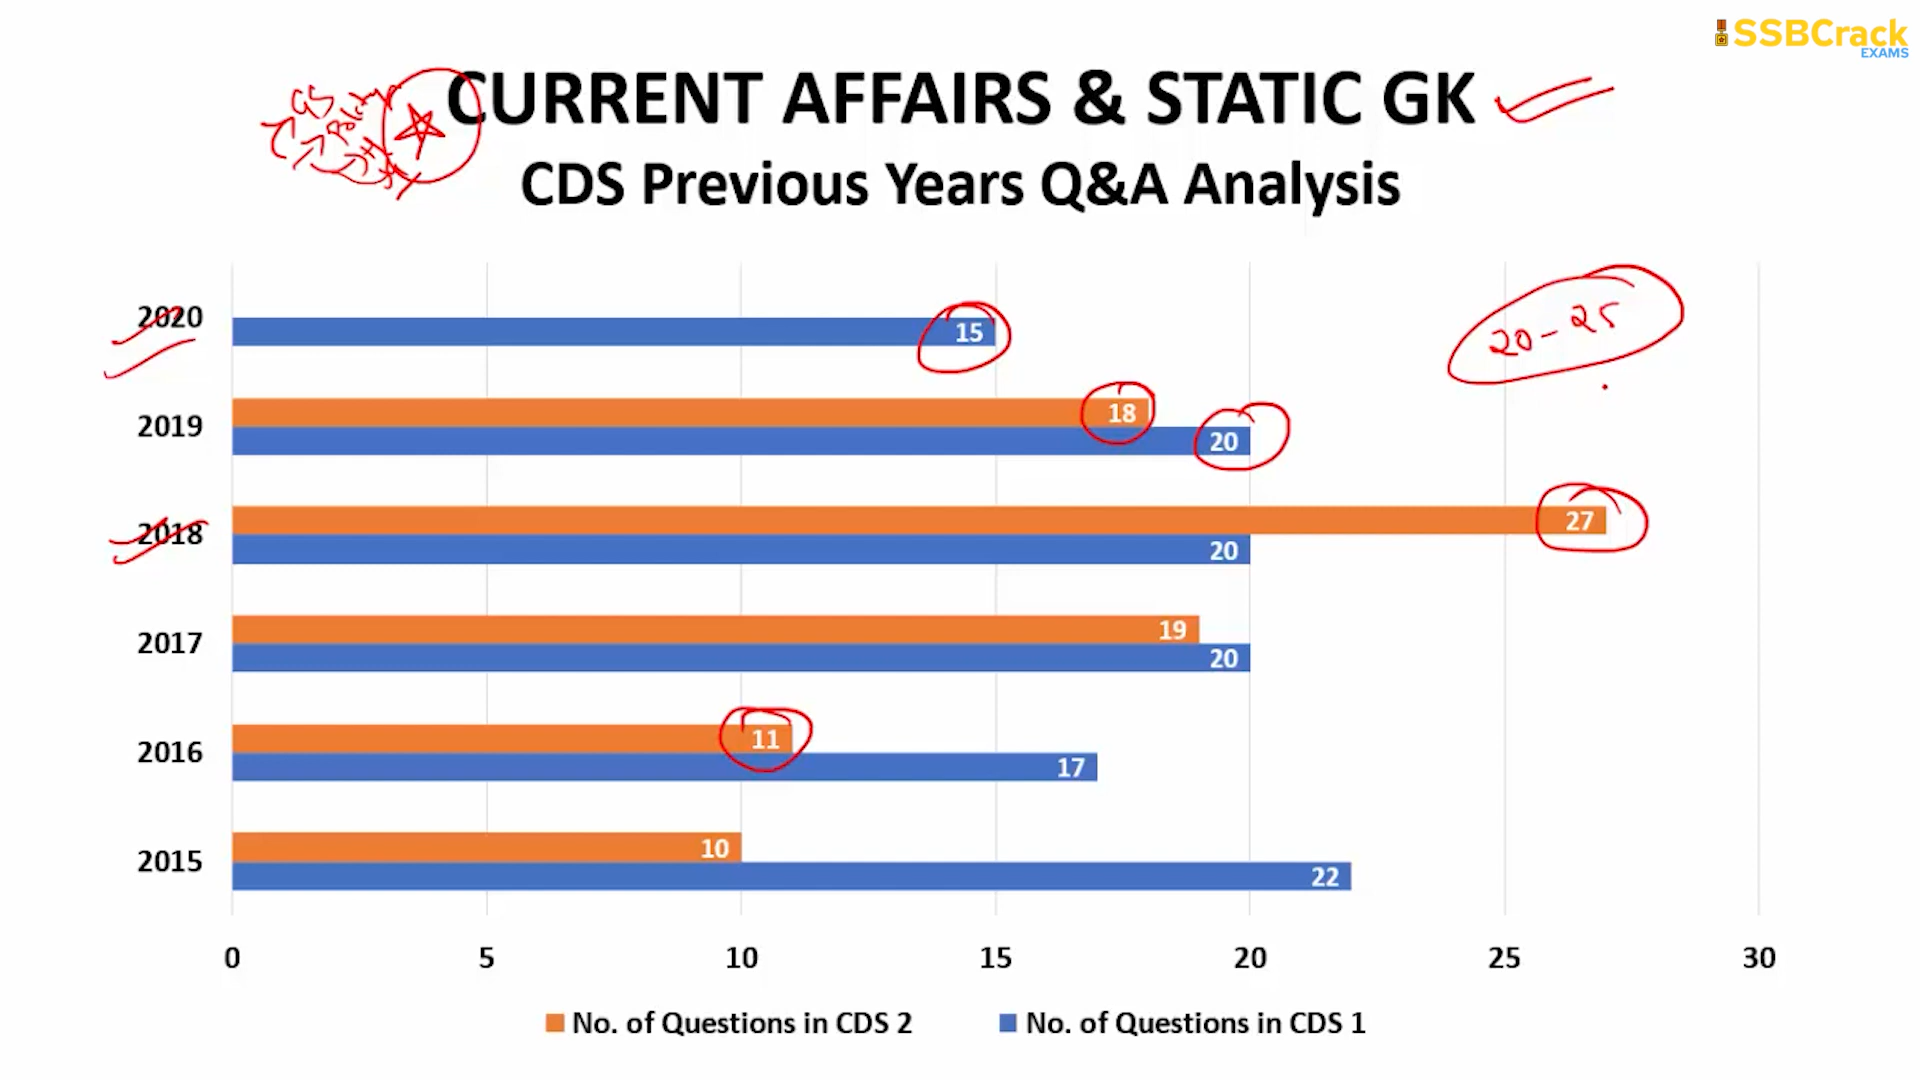 SSBCrack
EXAMS
CURRENT AFFAIRS & STATIC GK
CDS Previous Years Q&A Analysis
GS
20-25
2020
15
2019
18
20
2018
27
20
2017
19
20
2016
11
17
2015
10
22
0 5 10 15 20 25 30
No. of Questions in CDS 2 No. of Questions in CDS 1